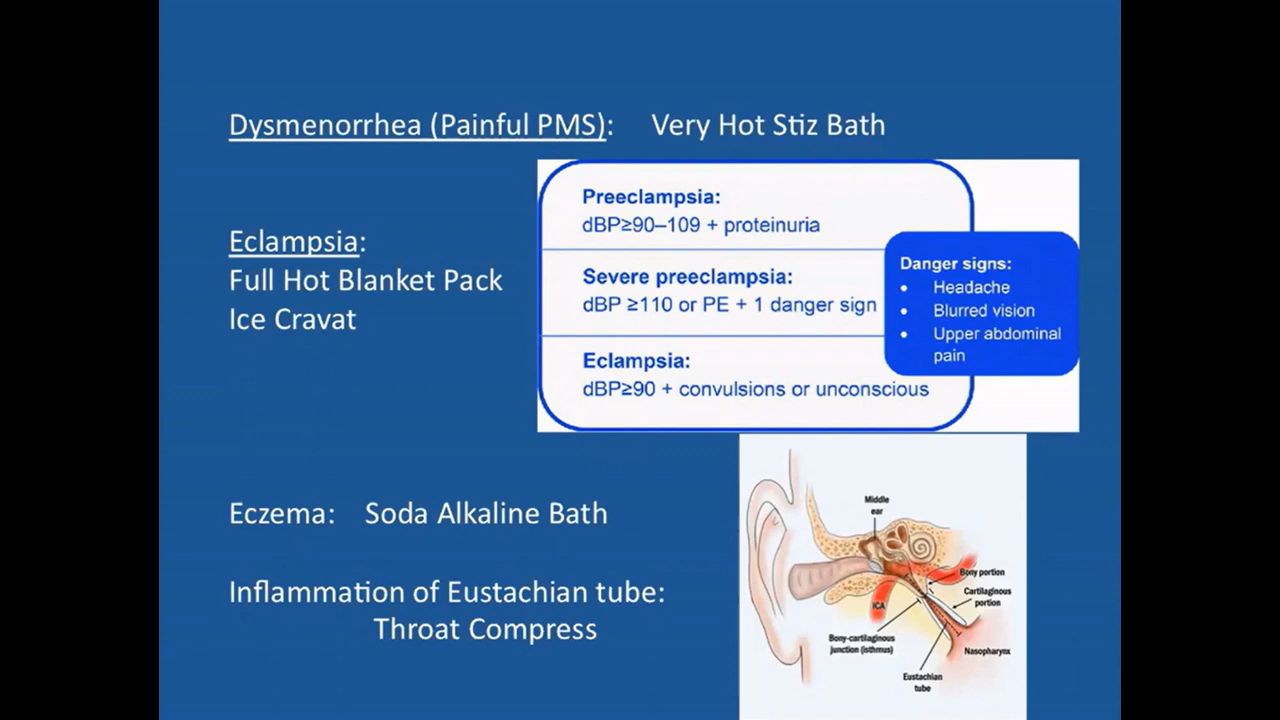 Dysmenorrhea (Painful PMS): Very Hot Stiz Bath
Eclampsia:
Full Hot Blanket Pack
Ice Cravat
Preeclampsia:
dBP≥90–109 + proteinuria
Severe preeclampsia:
dBP ≥110 or PE + 1 danger sign
Eclampsia:
dBP≥90 + convulsions or unconscious
Danger signs:
• Headache
• Blurred vision
• Upper abdominal
pain
Eczema: Soda Alkaline Bath
Inflammation of Eustachian tube:
Throat Compress
Middle
ear
Bony portion
Cartilaginous
portion
ICA
Bony-cartilaginous
junction (isthmus)
Nasopharynx
Eustachian
tube